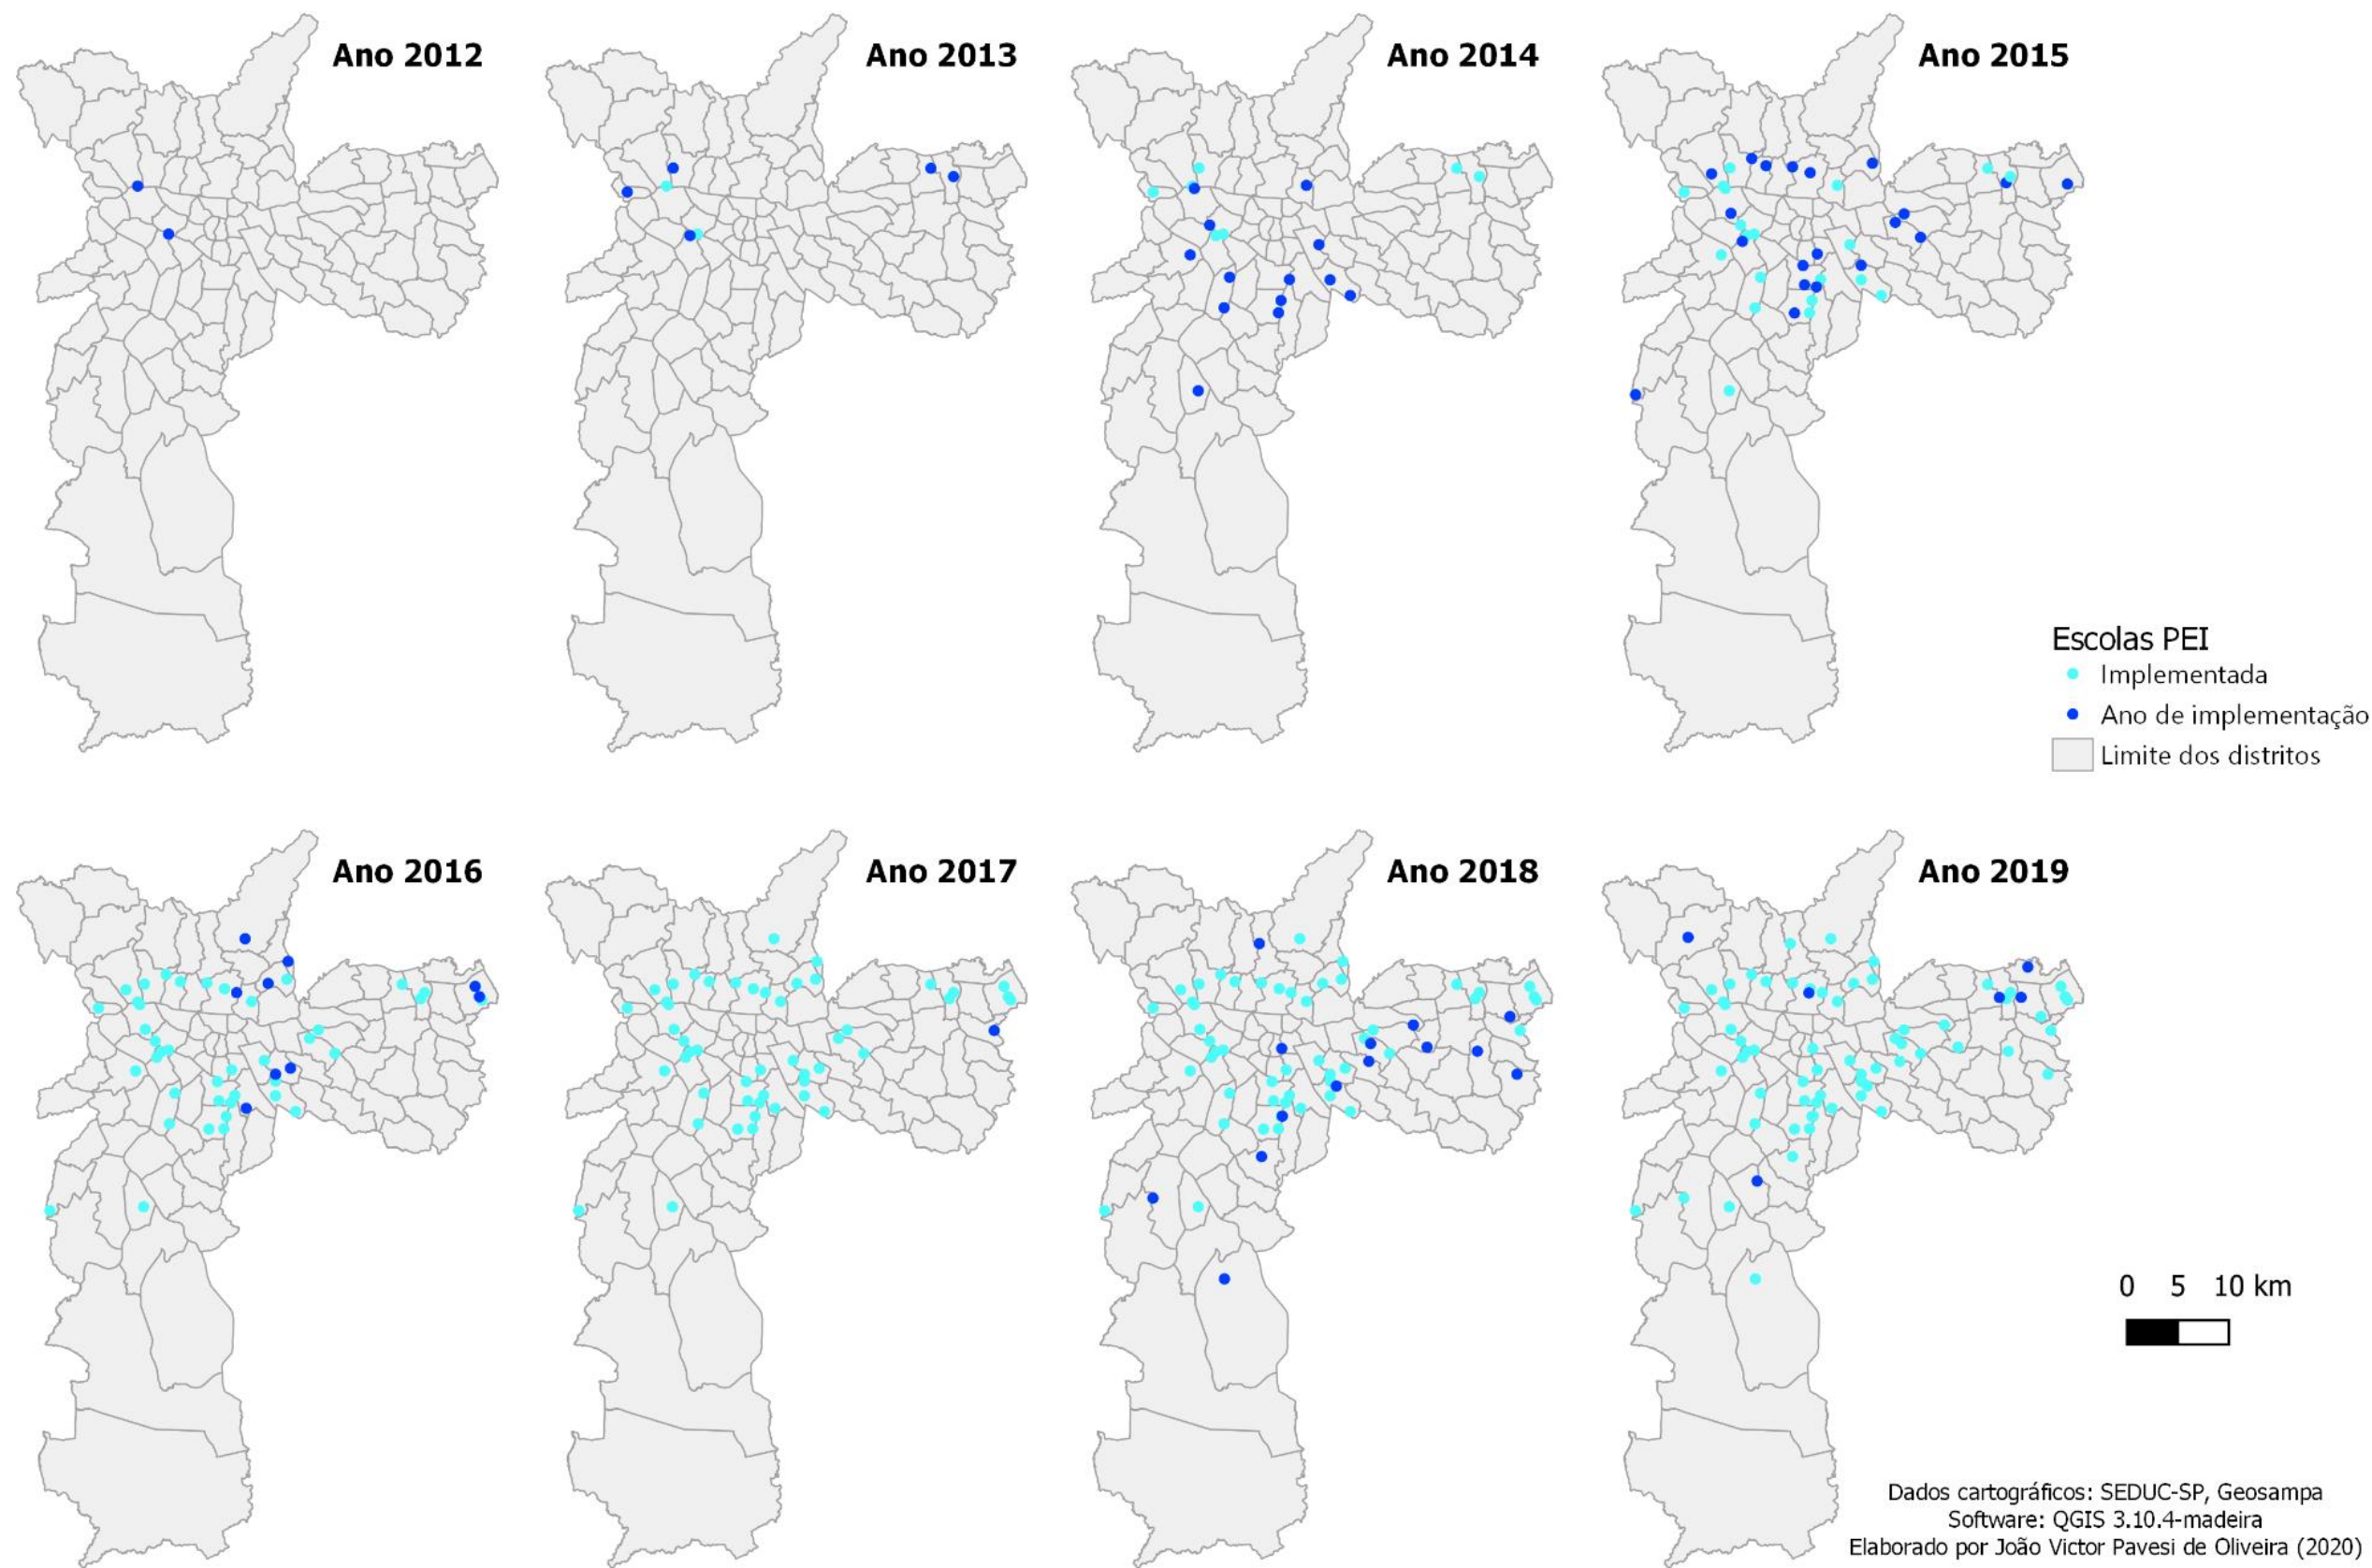 Ano 2012
Ano 2013
Ano 2014
Ano 2015
Escolas PEI
Implementada
Ano de implementação
Limite dos distritos
Ano 2016
Ano 2017
Ano 2018
Ano 2019
0 5 10 km
Dados cartográficos: SEDUC-SP, Geosampa
Software: QGIS 3.10.4-madeira
Elaborado por João Victor Pavesi de Oliveira (2020)